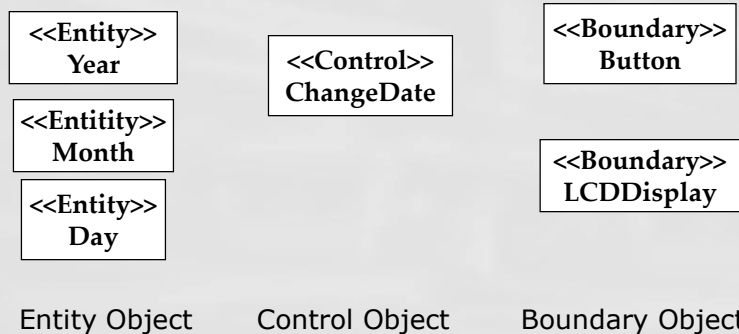 <<Entity>>
Year
<<Entitity>>
Month
<<Entity>>
Day
<<Control>>
ChangeDate
<<Boundary>>
Button
<<Boundary>>
LCDDisplay
Entity Object
Control Object
Boundary Object